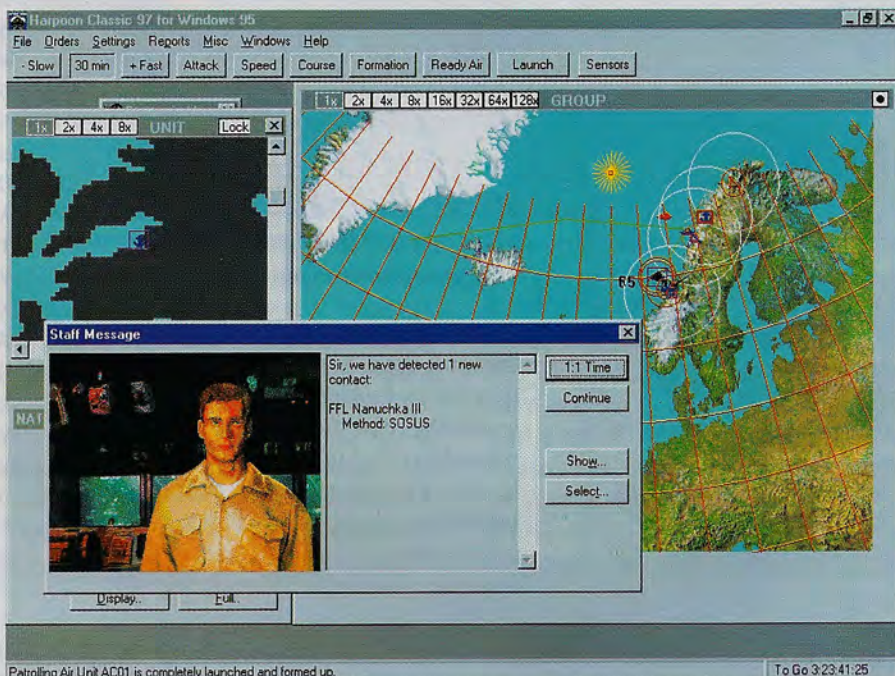 Harpoon Classic 97 for Windows 95
File Orders Settings Reports Misc Windows Help
- Slow 30 min + Fast Attack Speed Course Formation Ready Air Launch Sensors
1x 2x 4x 8x UNIT Lock
1x 2x 4x 8x 16x 32x 64x 128x GROUP
Staff Message
Sir, we have detected 1 new
contact:
FFL Nanuchka III
Method: SOSUS
1:1 Time
Continue
Show...
Select...
NAT
Display.. Full..
Patrolling Air Unit AC01 is completely launched and formed up.
To Go 3:23:41:25